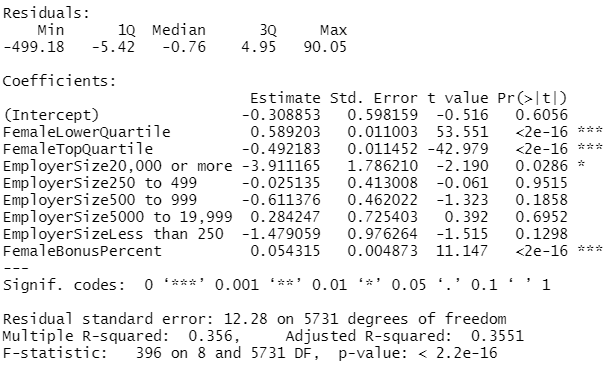 Residuals:
    Min      1Q  Median      3Q     Max
-499.18   -5.42   -0.76    4.95   90.05

Coefficients:
                               Estimate Std. Error t value Pr(>|t|)
(Intercept)                   -0.308853   0.598159  -0.516   0.6056
FemaleLowerQuartile            0.589203   0.011003  53.551   <2e-16 ***
FemaleTopQuartile             -0.492183   0.011452 -42.979   <2e-16 ***
EmployerSize20,000 or more    -3.911165   1.786210  -2.190   0.0286 *
EmployerSize250 to 499        -0.025135   0.413008  -0.061   0.9515
EmployerSize500 to 999        -0.611376   0.462022  -1.323   0.1858
EmployerSize5000 to 19,999     0.284247   0.725403   0.392   0.6952
EmployerSizeLess than 250     -1.479059   0.976264  -1.515   0.1298
FemaleBonusPercent             0.054315   0.004873  11.147   <2e-16 ***
---
Signif. codes:  0 ‘***’ 0.001 ‘**’ 0.01 ‘*’ 0.05 ‘.’ 0.1 ‘ ’ 1

Residual standard error: 12.28 on 5731 degrees of freedom
Multiple R-squared:  0.356,     Adjusted R-squared:  0.3551
F-statistic:   396 on 8 and 5731 DF,  p-value: < 2.2e-16